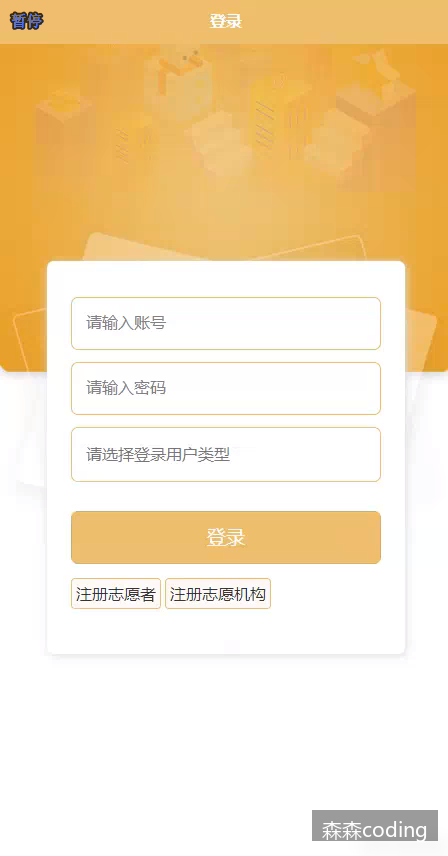 暂停
登录
请输入账号
请输入密码
请选择登录用户类型
登录
注册志愿者 注册志愿机构
森森coding